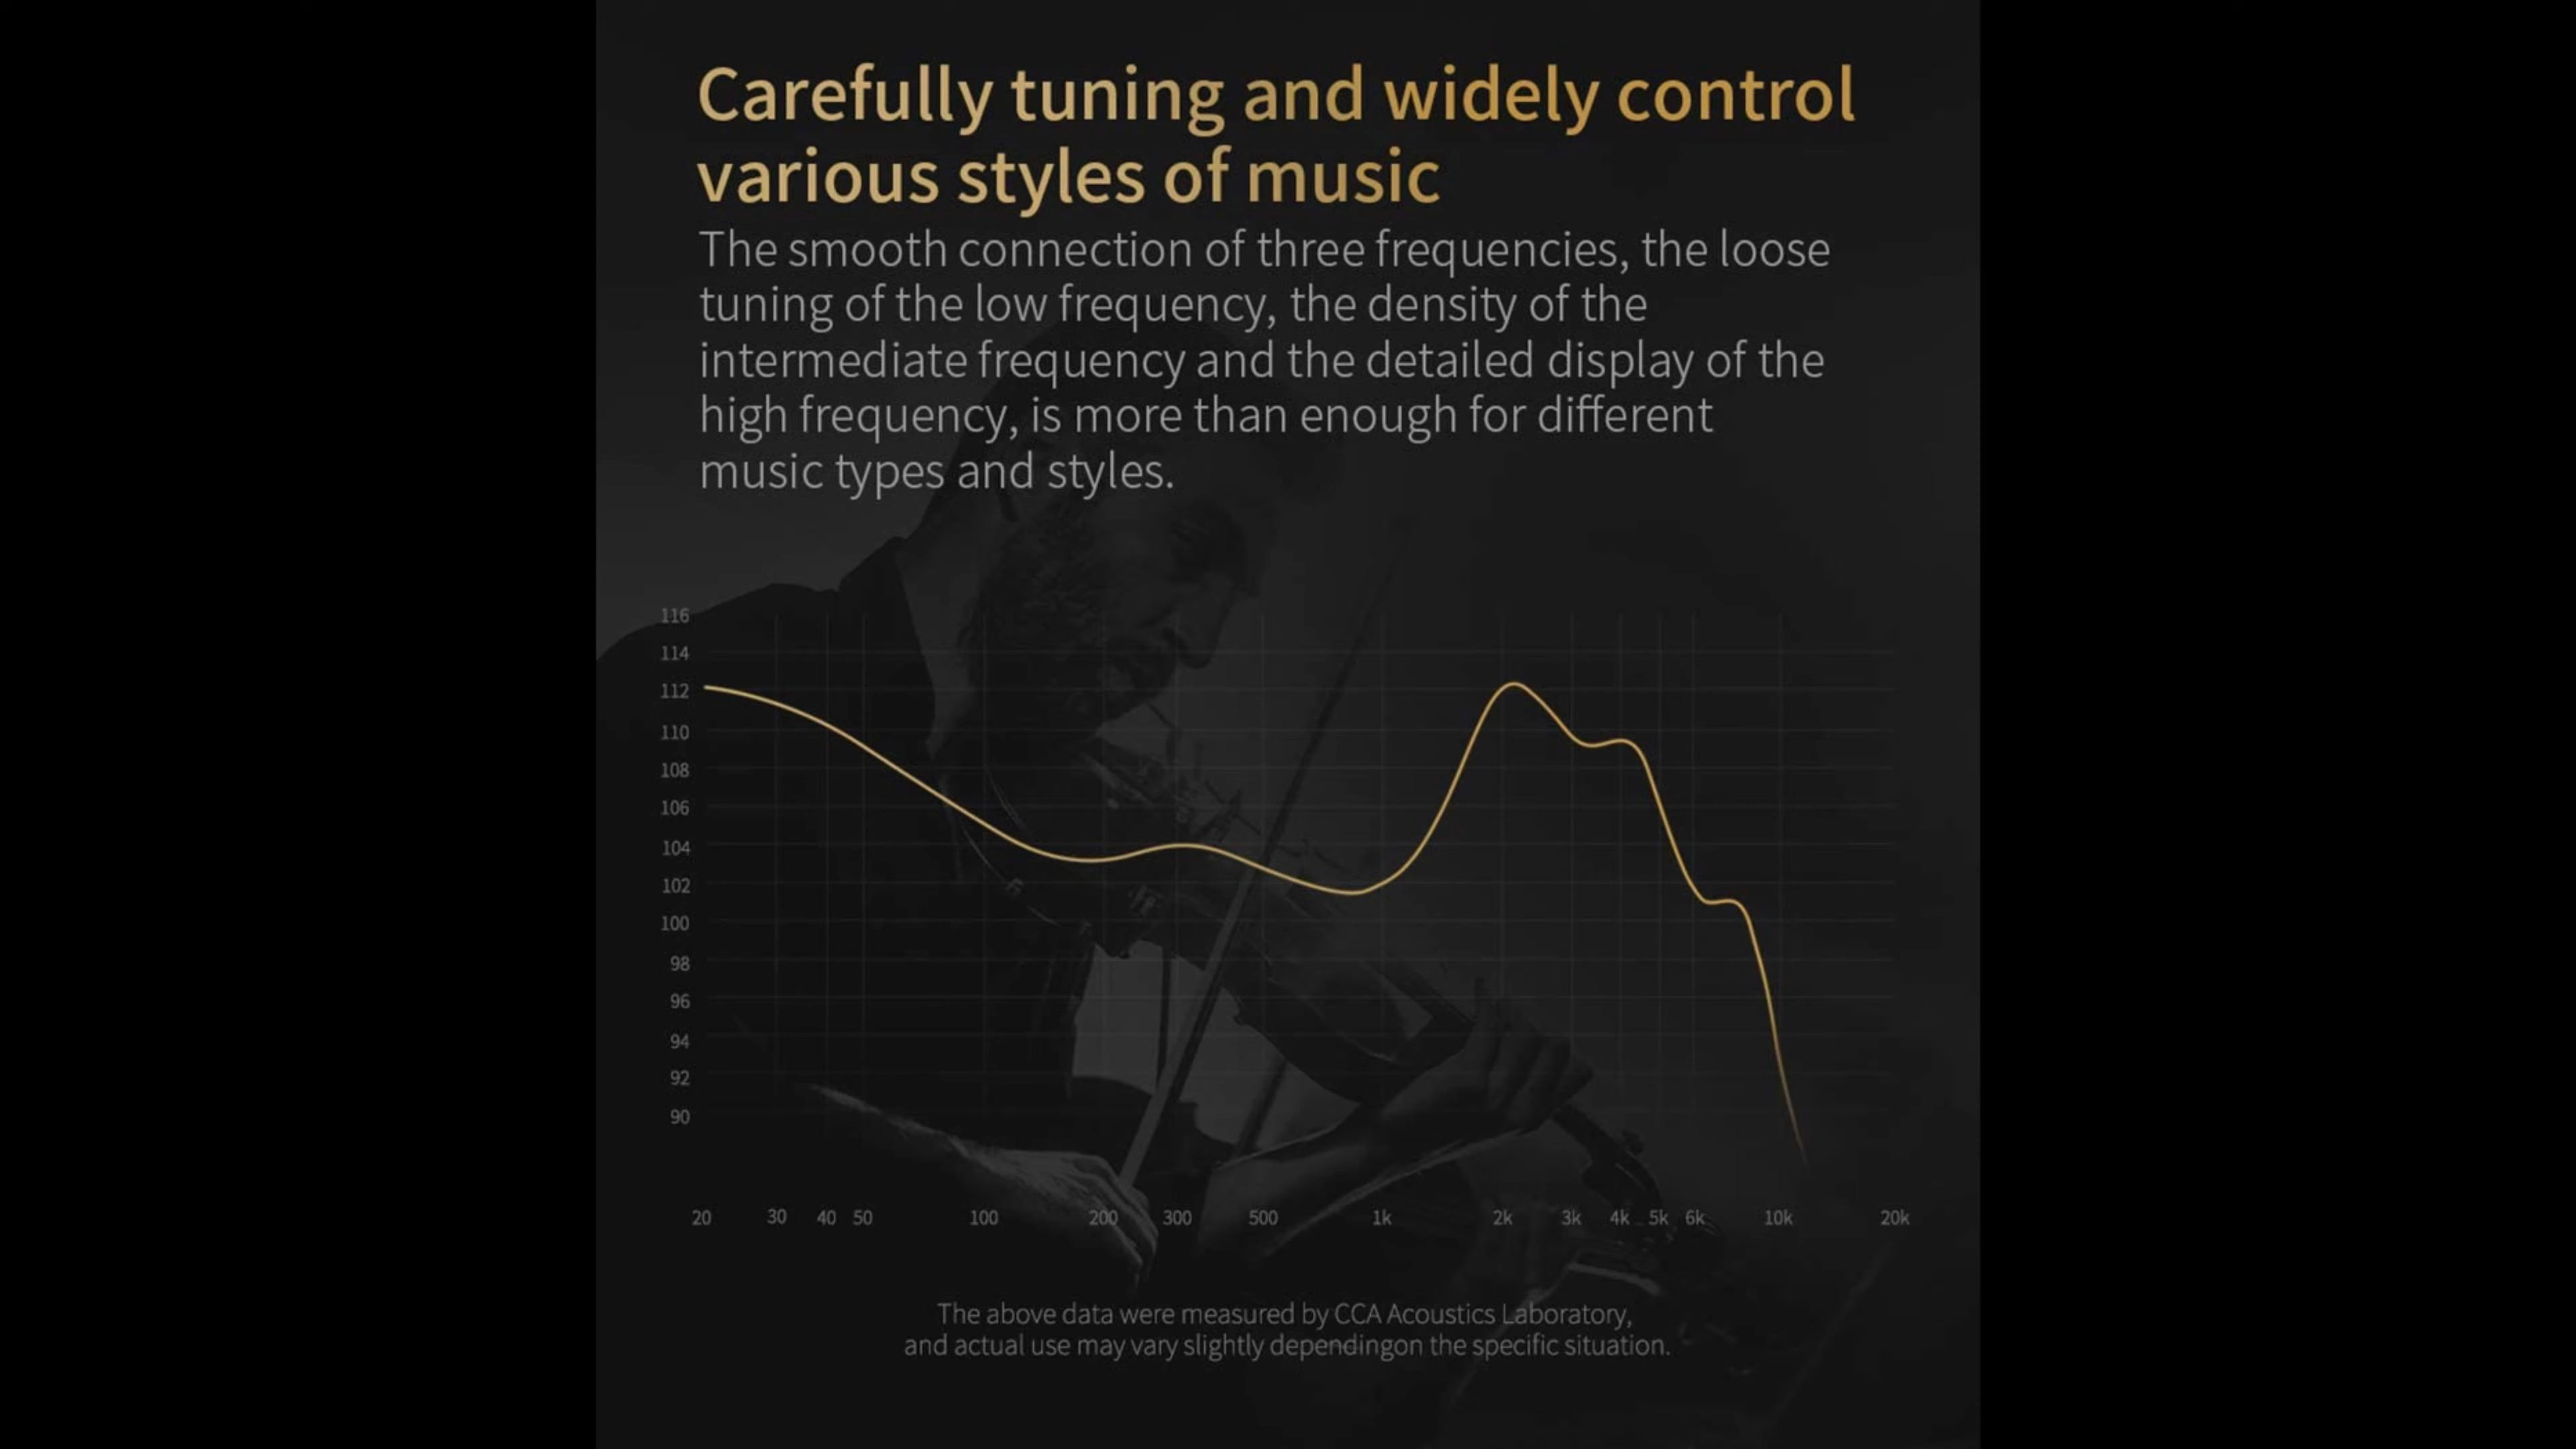 Carefully tuning and widely control
various styles of music
The smooth connection of three frequencies, the loose
tuning of the low frequency, the density of the
intermediate frequency and the detailed display of the
high frequency, is more than enough for different
music types and styles.
116
114
112
110
108
106
104
102
100
98
96
94
92
90
20 30 40 50 100 200 300 500 1k 2k 3k 4k 5k 6k 10k 20k
The above data were measured by CCA Acoustics Laboratory,
and actual use may vary slightly dependingon the specific situation.